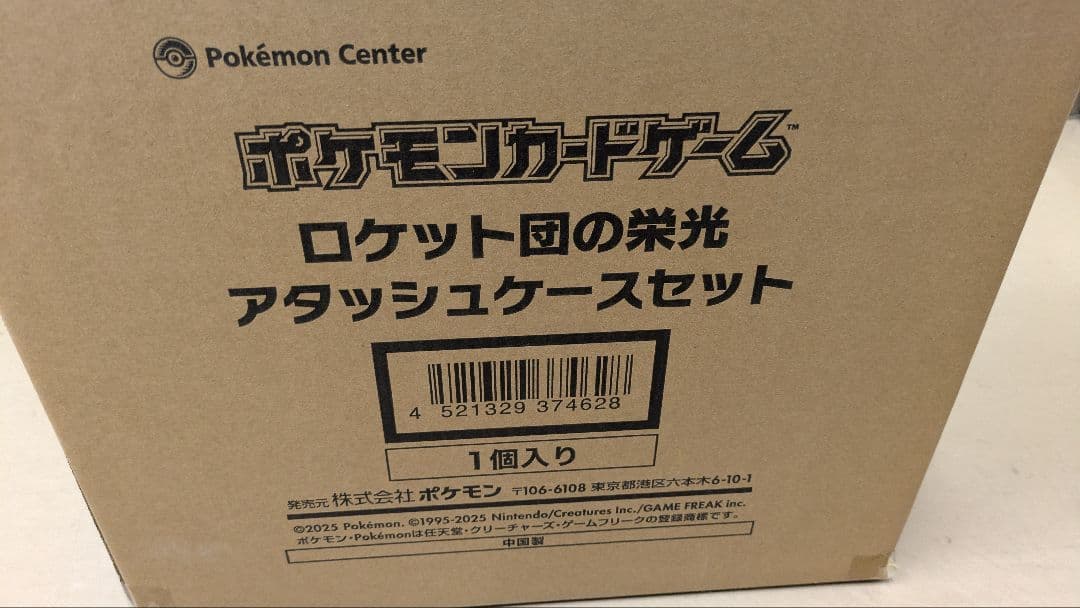 Pokémon Center
ポケモンカードゲーム™
ロケット団の栄光
アタッシュケースセット
4 521329 374628
1個入り
発売元 株式会社 ポケモン 〒106-6108 東京都港区六本木6-10-1
©2025 Pokémon. ©1995-2025 Nintendo/Creatures Inc./GAME FREAK inc.
ポケモン・Pokémonは任天堂・クリーチャーズ・ゲームフリークの登録商標です。
中国製